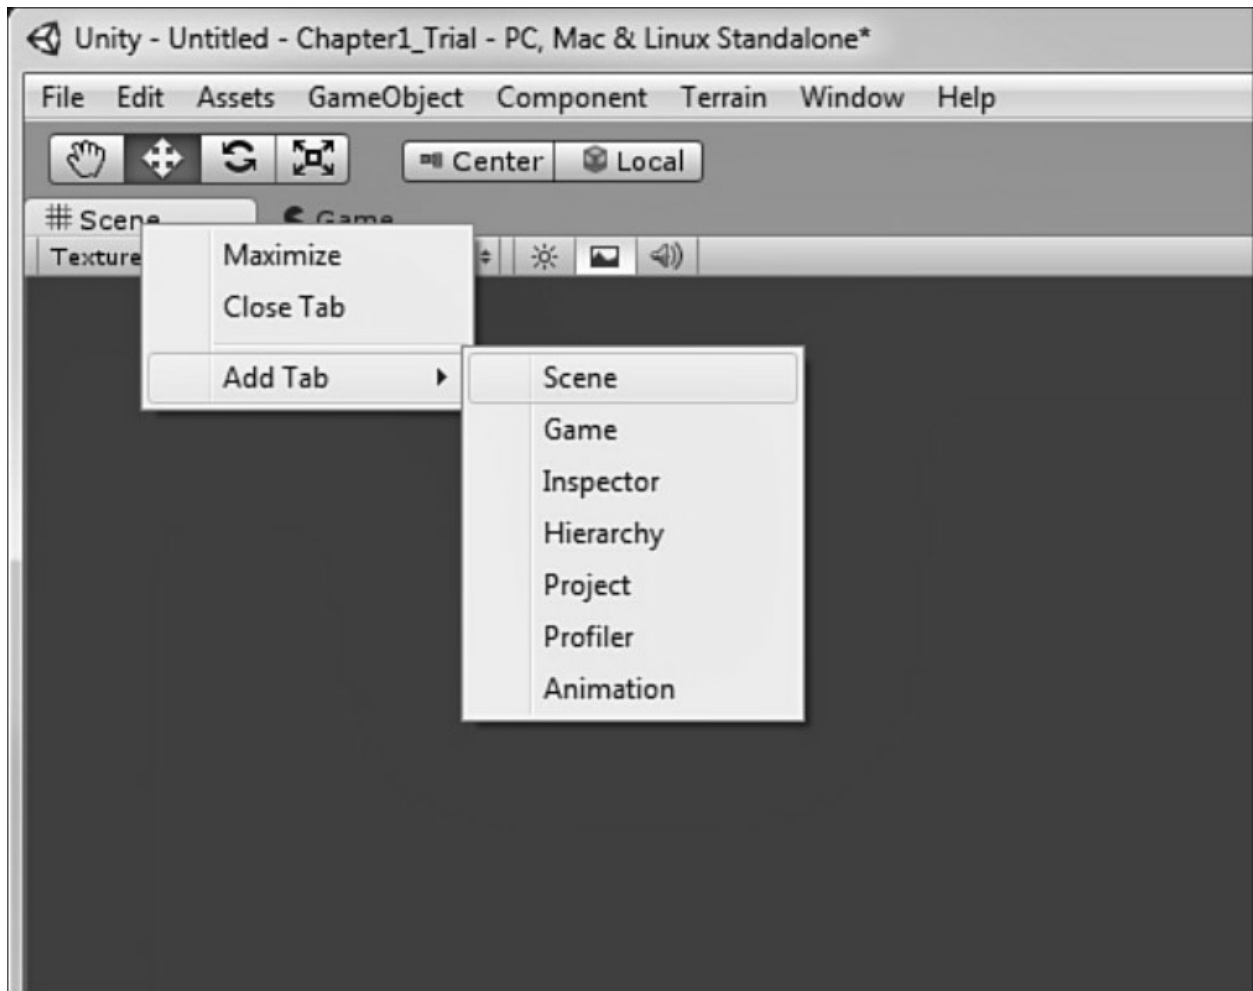 Unity - Untitled - Chapter1_Trial - PC, Mac & Linux Standalone*
File Edit Assets GameObject Component Terrain Window Help
Center Local
# Scene Game
Texture
Maximize
Close Tab
Add Tab
Scene
Game
Inspector
Hierarchy
Project
Profiler
Animation